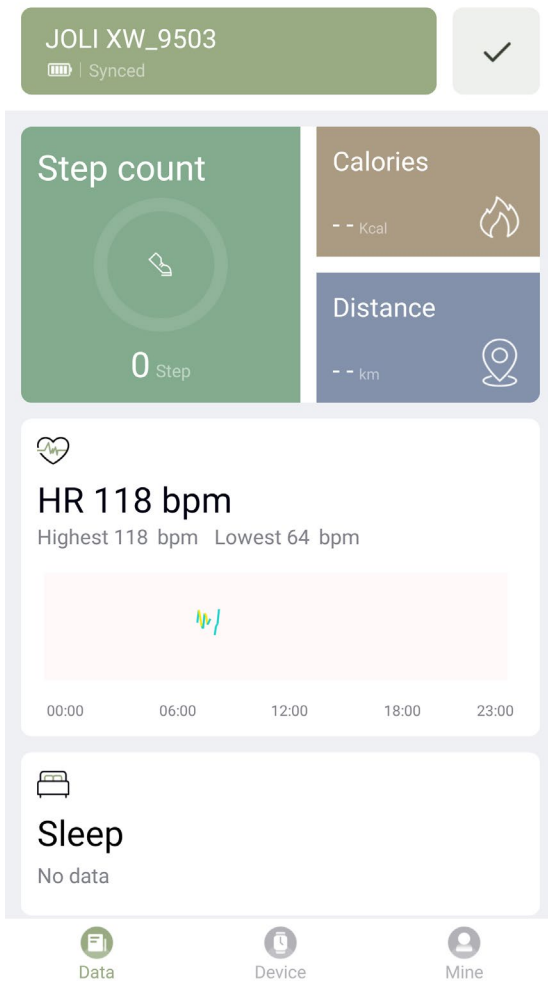 JOLI XW_9503
Synced
Step count
0 Step
Calories
-- Kcal
Distance
-- km
HR 118 bpm
Highest 118 bpm Lowest 64 bpm
00:00 06:00 12:00 18:00 23:00
Sleep
No data
Data Device Mine